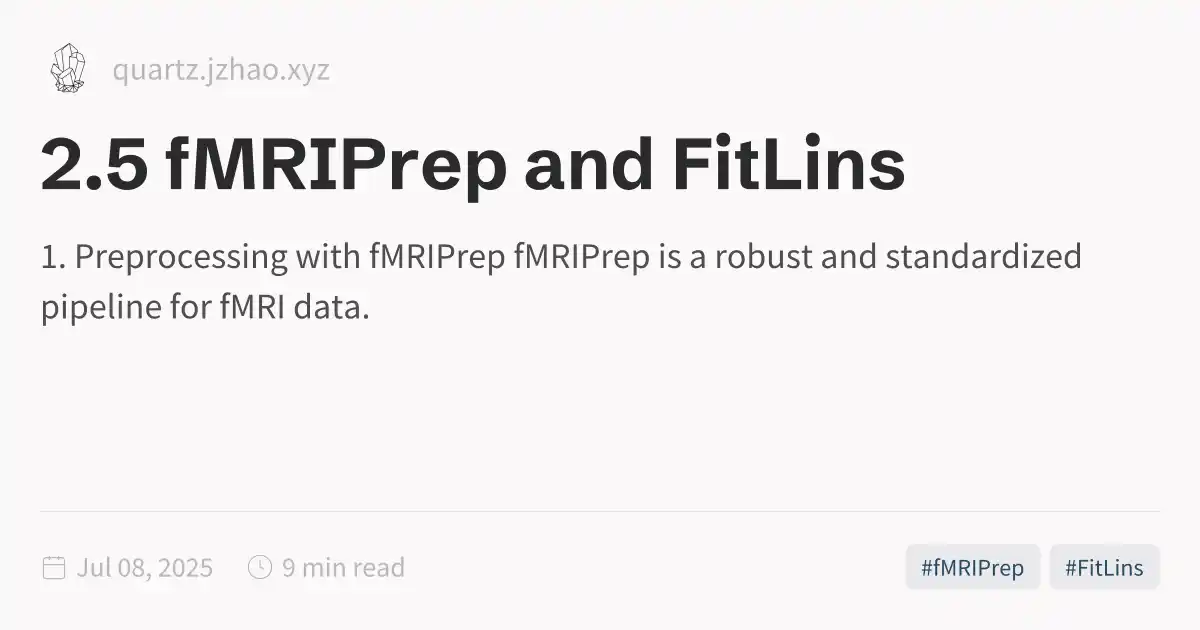 quartz.jzhao.xyz
2.5 fMRIPrep and FitLins
1. Preprocessing with fMRIPrep fMRIPrep is a robust and standardized
pipeline for fMRI data.
Jul 08, 2025 9 min read #fMRIPrep #FitLins